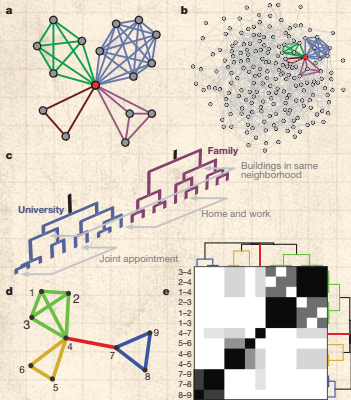 a
b
c
Family
Buildings in same
neighborhood
University
Home and work
Joint appointment
d
1
2
3
4
9
7
8
6
5
e
3–4
2–4
1–4
2–3
1–2
1–3
4–7
5–6
4–6
4–5
7–9
7–8
8–9